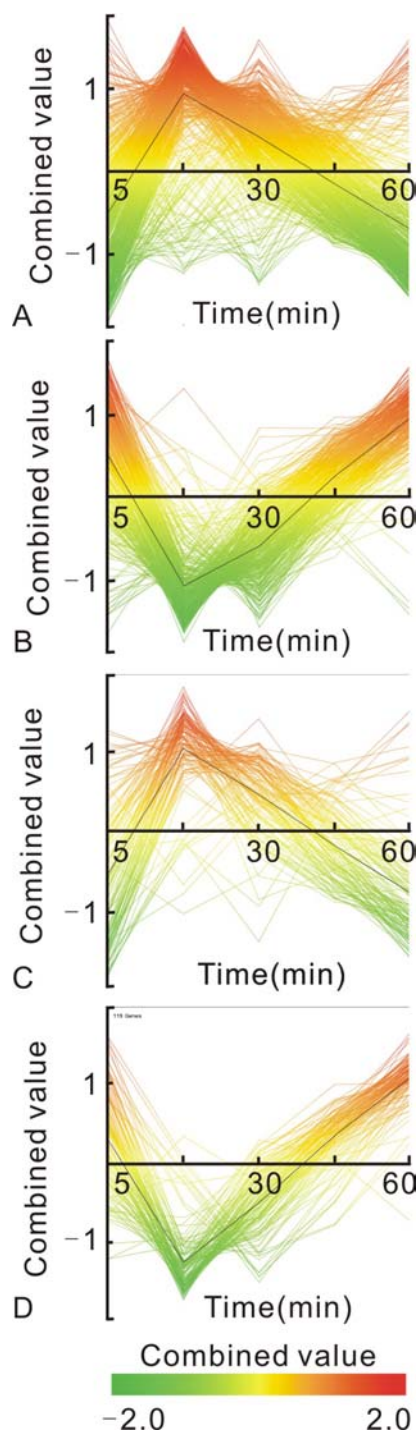 Combined value
1
5 30 60
−1
Time(min)
A
Combined value
1
5 30 60
−1
Time(min)
B
Combined value
1
5 30 60
−1
Time(min)
C
115 Genes
Combined value
1
5 30 60
−1
Time(min)
D
Combined value
−2.0 2.0